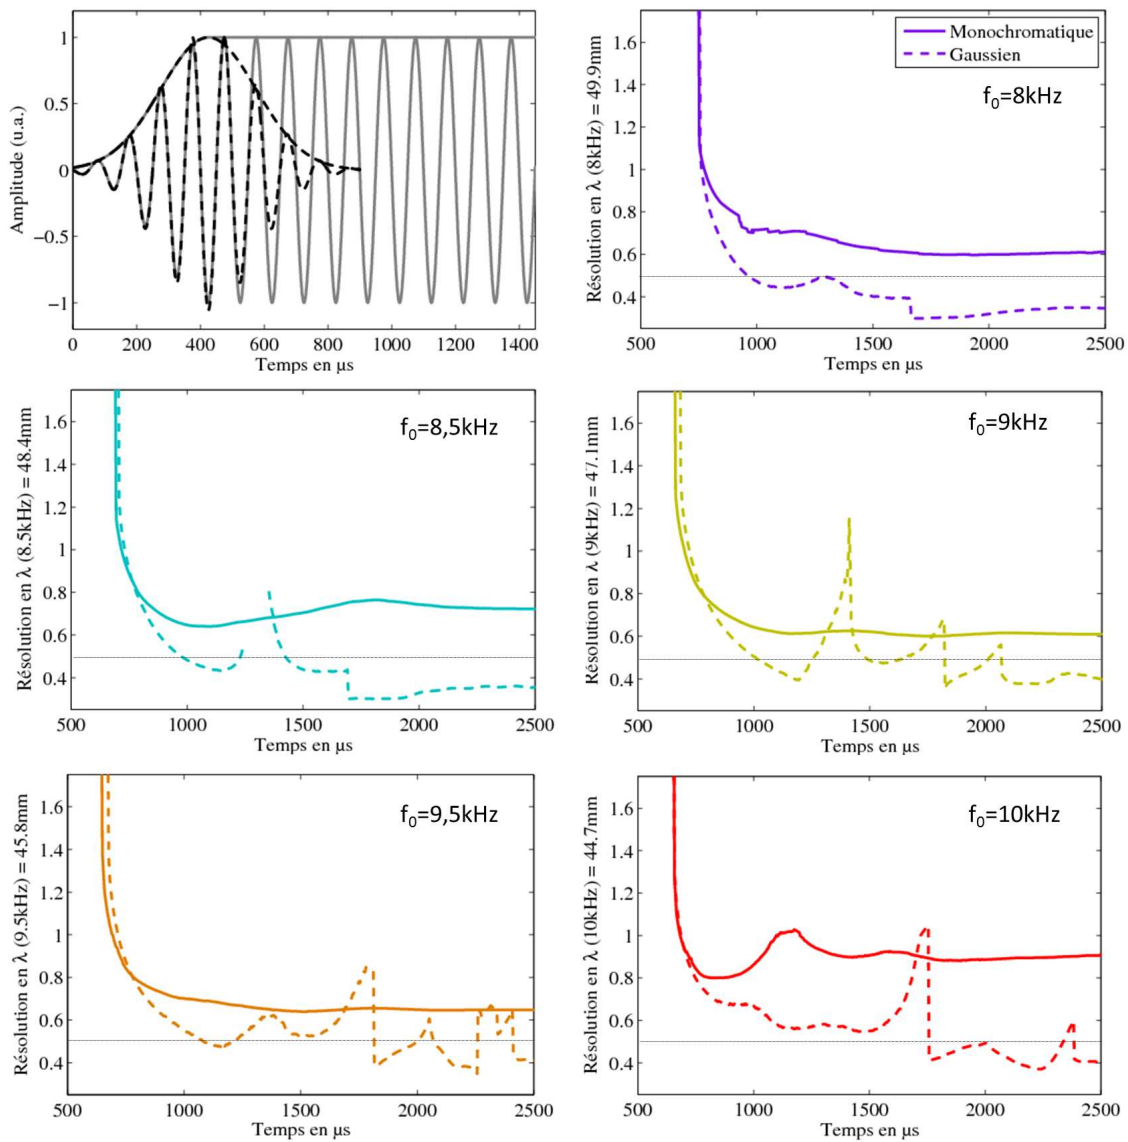 Amplitude (u.a.)
1
0.5
0
−0.5
−1
0 200 400 600 800 1000 1200 1400
Temps en µs
Résolution en λ (8kHz) = 49.9mm
1.6
1.4
1.2
1
0.8
0.6
0.4
Monochromatique
Gaussien
f0=8kHz
500 1000 1500 2000 2500
Temps en µs
Résolution en λ (8.5kHz) = 48.4mm
1.6
1.4
1.2
1
0.8
0.6
0.4
f0=8,5kHz
500 1000 1500 2000 2500
Temps en µs
Résolution en λ (9kHz) = 47.1mm
1.6
1.4
1.2
1
0.8
0.6
0.4
f0=9kHz
500 1000 1500 2000 2500
Temps en µs
Résolution en λ (9.5kHz) = 45.8mm
1.6
1.4
1.2
1
0.8
0.6
0.4
f0=9,5kHz
500 1000 1500 2000 2500
Temps en µs
Résolution en λ (10kHz) = 44.7mm
1.6
1.4
1.2
1
0.8
0.6
0.4
f0=10kHz
500 1000 1500 2000 2500
Temps en µs